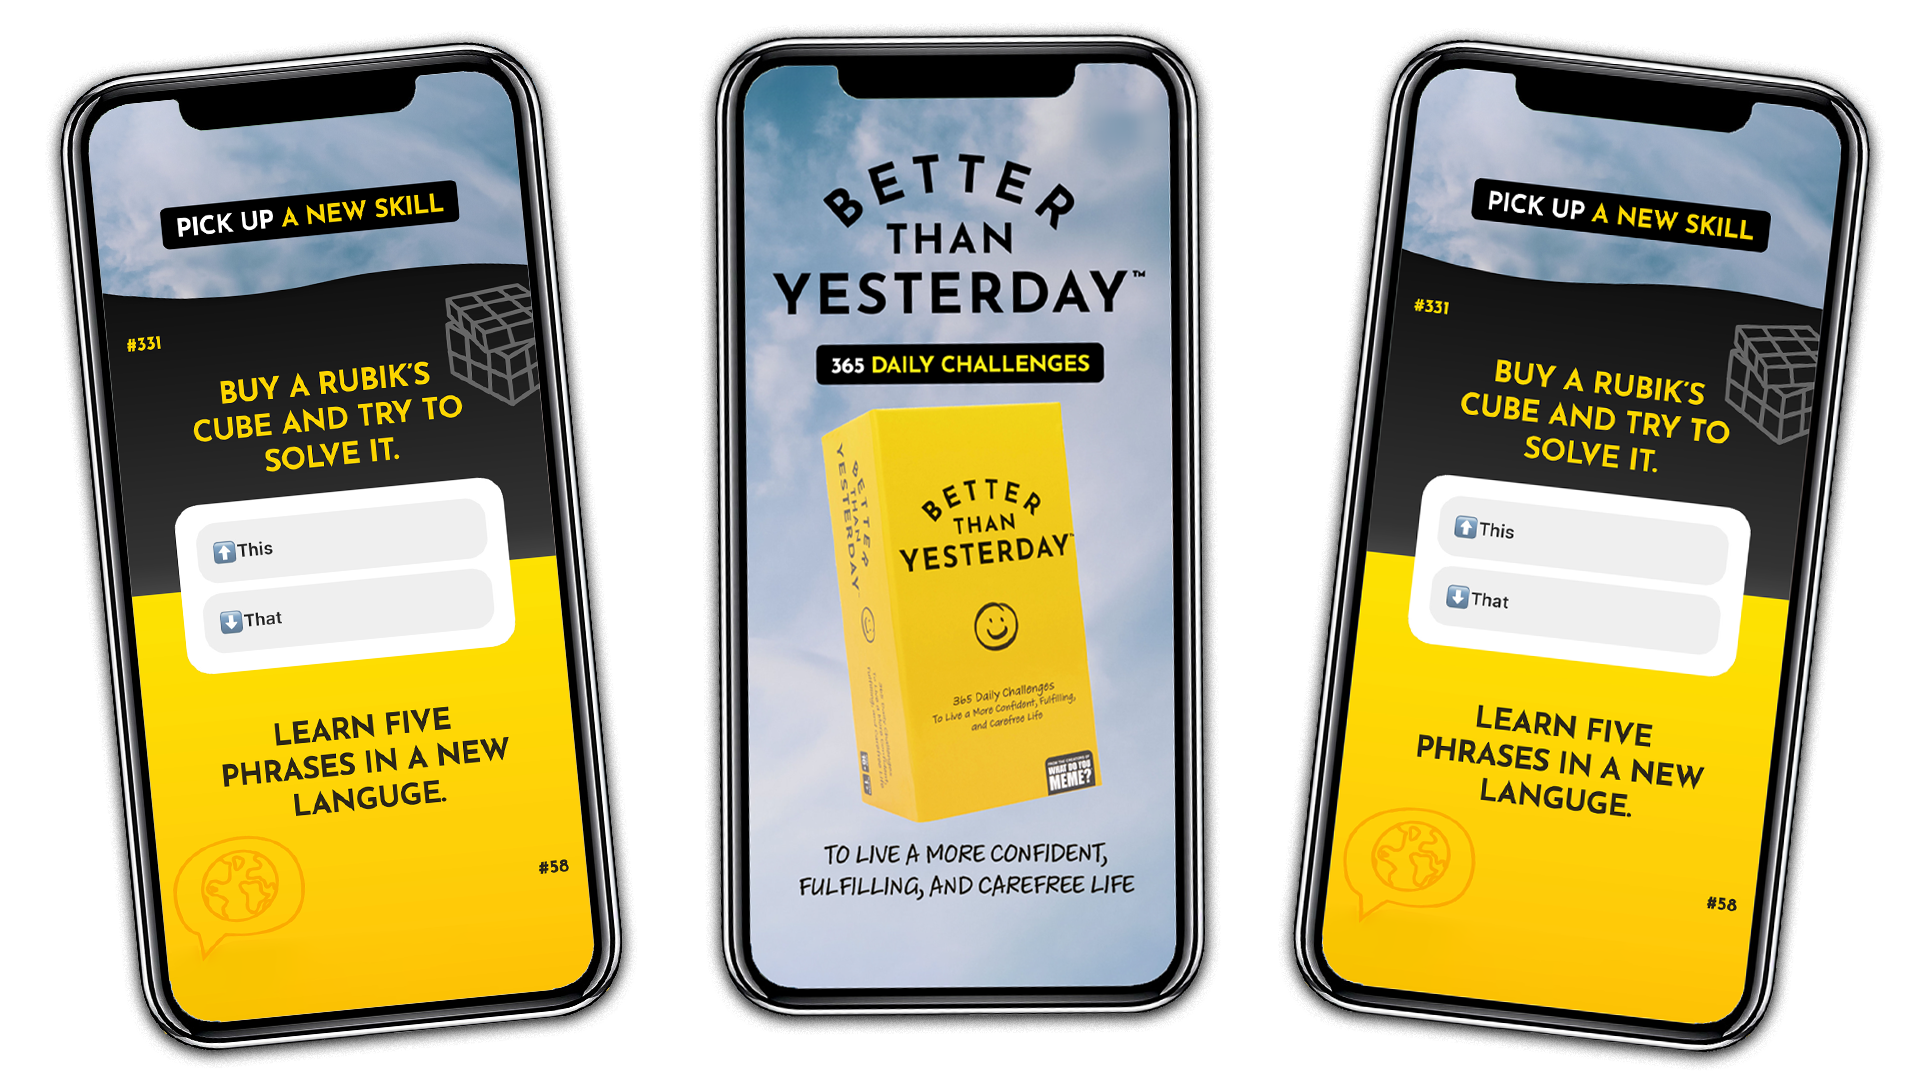 PICK UP A NEW SKILL
#331
BUY A RUBIK'S
CUBE AND TRY TO
SOLVE IT.
⬆️This
⬇️That
LEARN FIVE
PHRASES IN A NEW
LANGUGE.
#58
BETTER
THAN
YESTERDAY™
365 DAILY CHALLENGES
BETTER
THAN
YESTERDAY
BETTER
THAN
YESTERDAY™
365 Daily Challenges
To Live a More Confident, Fulfilling,
and Carefree Life
FROM THE CREATORS OF
WHAT DO YOU
MEME?
TO LIVE A MORE CONFIDENT,
FULFILLING, AND CAREFREE LIFE
PICK UP A NEW SKILL
#331
BUY A RUBIK'S
CUBE AND TRY TO
SOLVE IT.
⬆️This
⬇️That
LEARN FIVE
PHRASES IN A NEW
LANGUGE.
#58